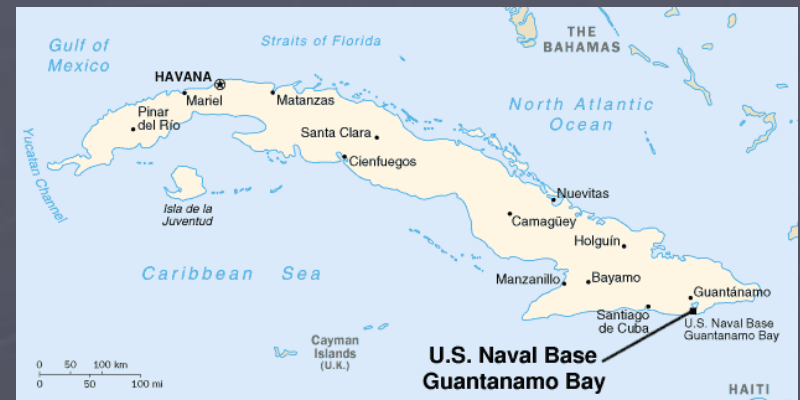 Gulf of
Mexico
Straits of Florida
THE
BAHAMAS
HAVANA
Mariel
Matanzas
Pinar
del Río
North Atlantic
Ocean
Santa Clara
Cienfuegos
Yucatan Channel
Isla de la
Juventud
Nuevitas
Camagüey
Holguín
Caribbean Sea
Manzanillo
Bayamo
Guantánamo
Santiago
de Cuba
U.S. Naval Base
Guantanamo Bay
Cayman
Islands
(U.K.)
U.S. Naval Base
Guantanamo Bay
0 50 100 km
0 50 100 mi
HAITI